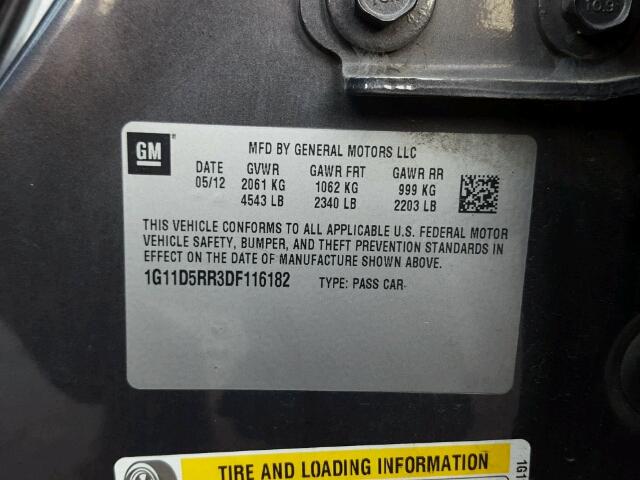 10.9
GM
MFD BY GENERAL MOTORS LLC
DATE GVWR GAWR FRT GAWR RR
05/12 2061 KG 1062 KG 999 KG
4543 LB 2340 LB 2203 LB
THIS VEHICLE CONFORMS TO ALL APPLICABLE U.S. FEDERAL MOTOR
VEHICLE SAFETY, BUMPER, AND THEFT PREVENTION STANDARDS IN
EFFECT ON THE DATE OF MANUFACTURE SHOWN ABOVE.
1G11D5RR3DF116182 TYPE: PASS CAR
TIRE AND LOADING INFORMATION